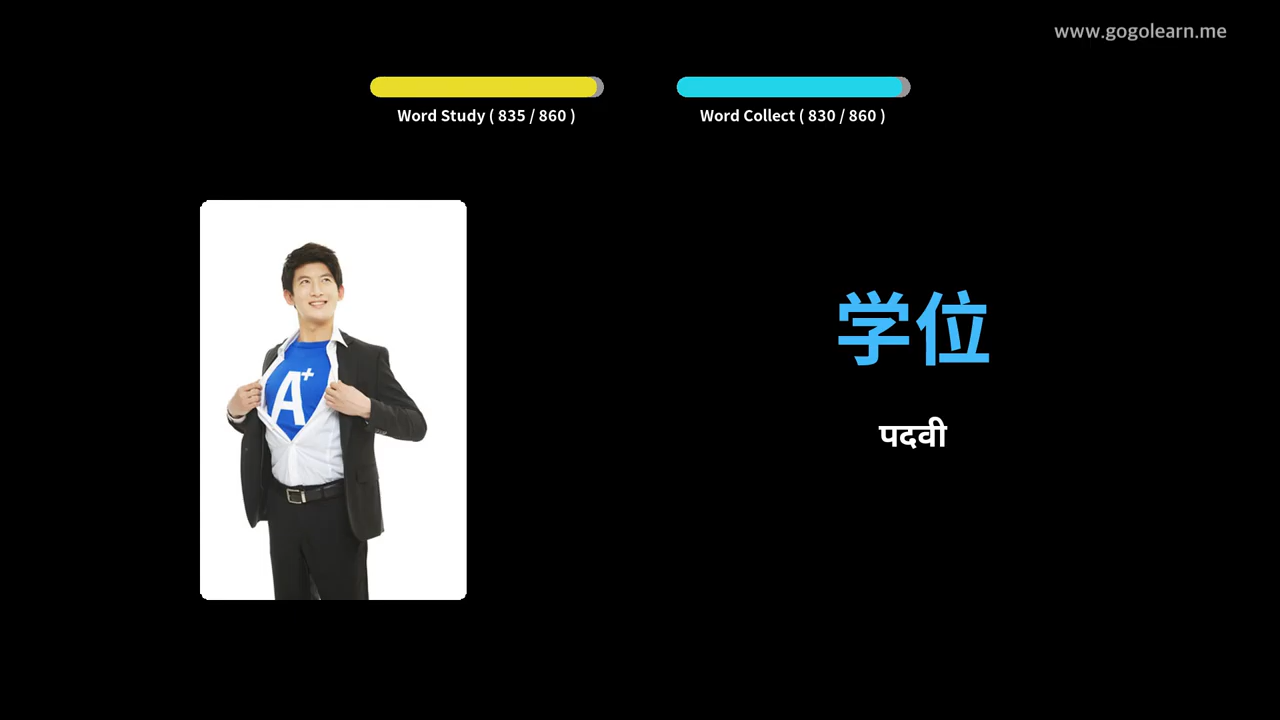 www.gogolearn.me
Word Study ( 835 / 860 )
Word Collect ( 830 / 860 )
A+
学位
पदवी